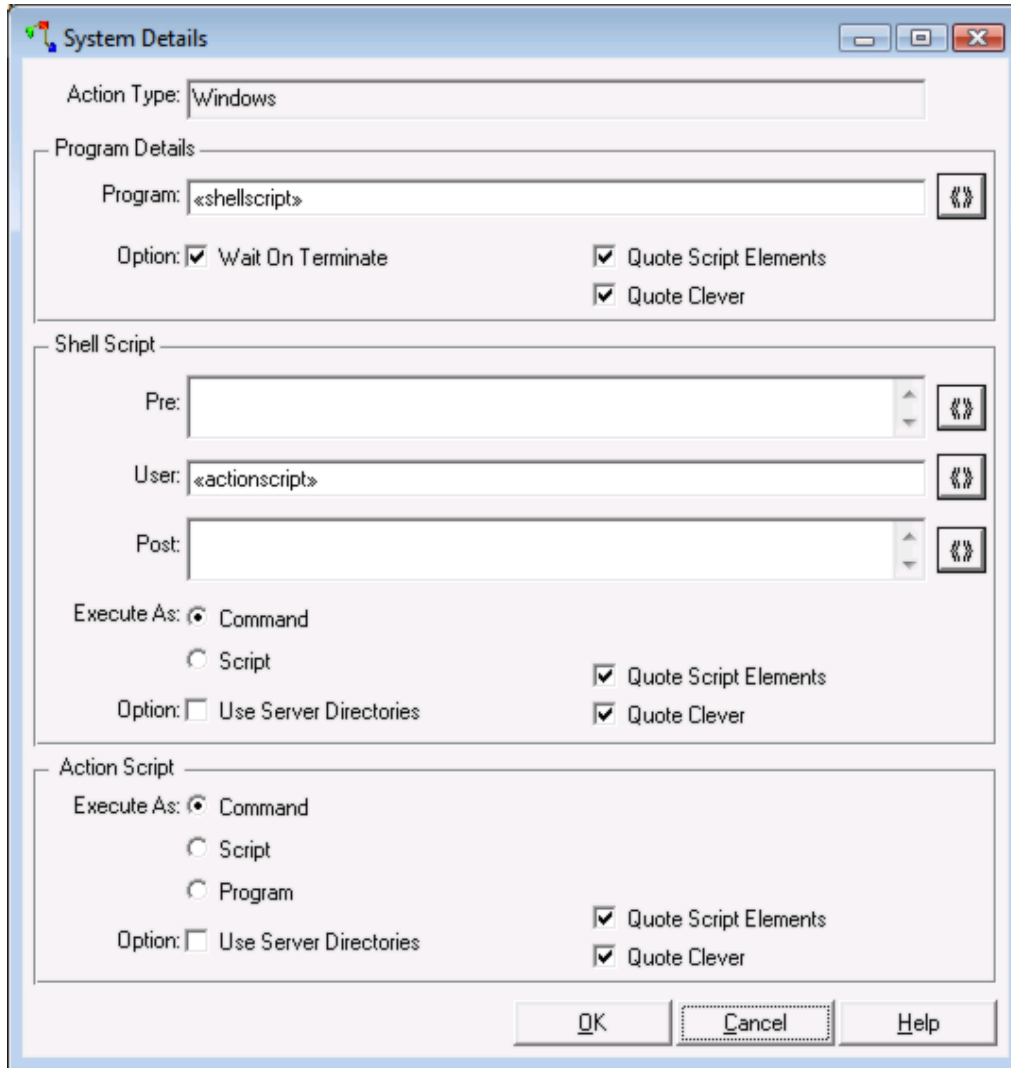 System Details
Action Type: Windows
Program Details
Program: «shellscript» «»
Option: Wait On Terminate Quote Script Elements
Quote Clever
Shell Script
Pre: «»
User: «actionscript» «»
Post: «»
Execute As: Command
Script
Quote Script Elements
Option: Use Server Directories
Quote Clever
Action Script
Execute As: Command
Script
Program
Quote Script Elements
Option: Use Server Directories
Quote Clever
OK Cancel Help